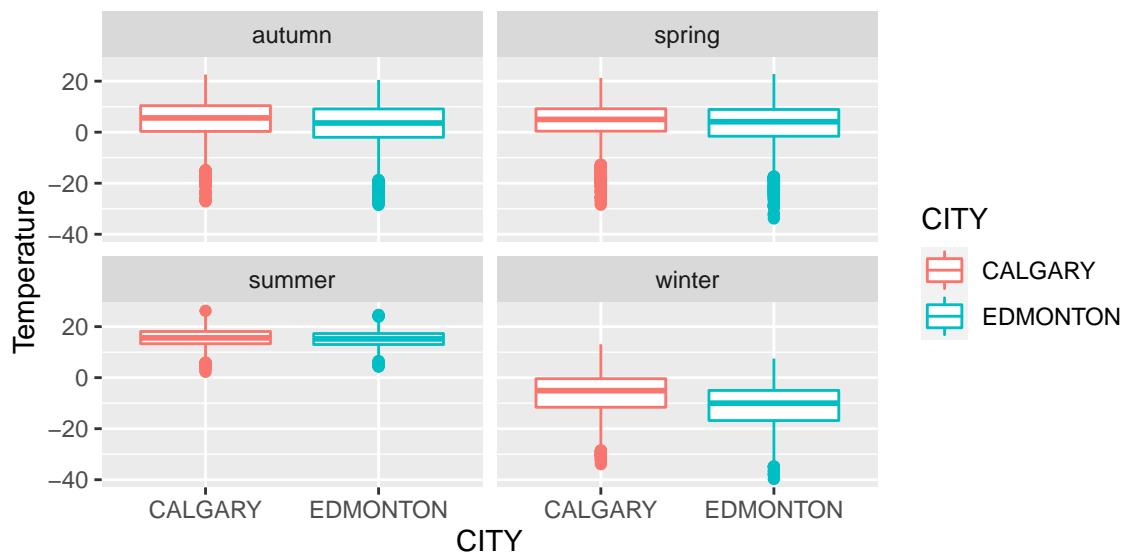 autumn
spring
20
0
−20
−40
summer
winter
20
0
−20
−40
CALGARY
EDMONTON
CALGARY
EDMONTON
CITY
Temperature
CITY
CALGARY
EDMONTON